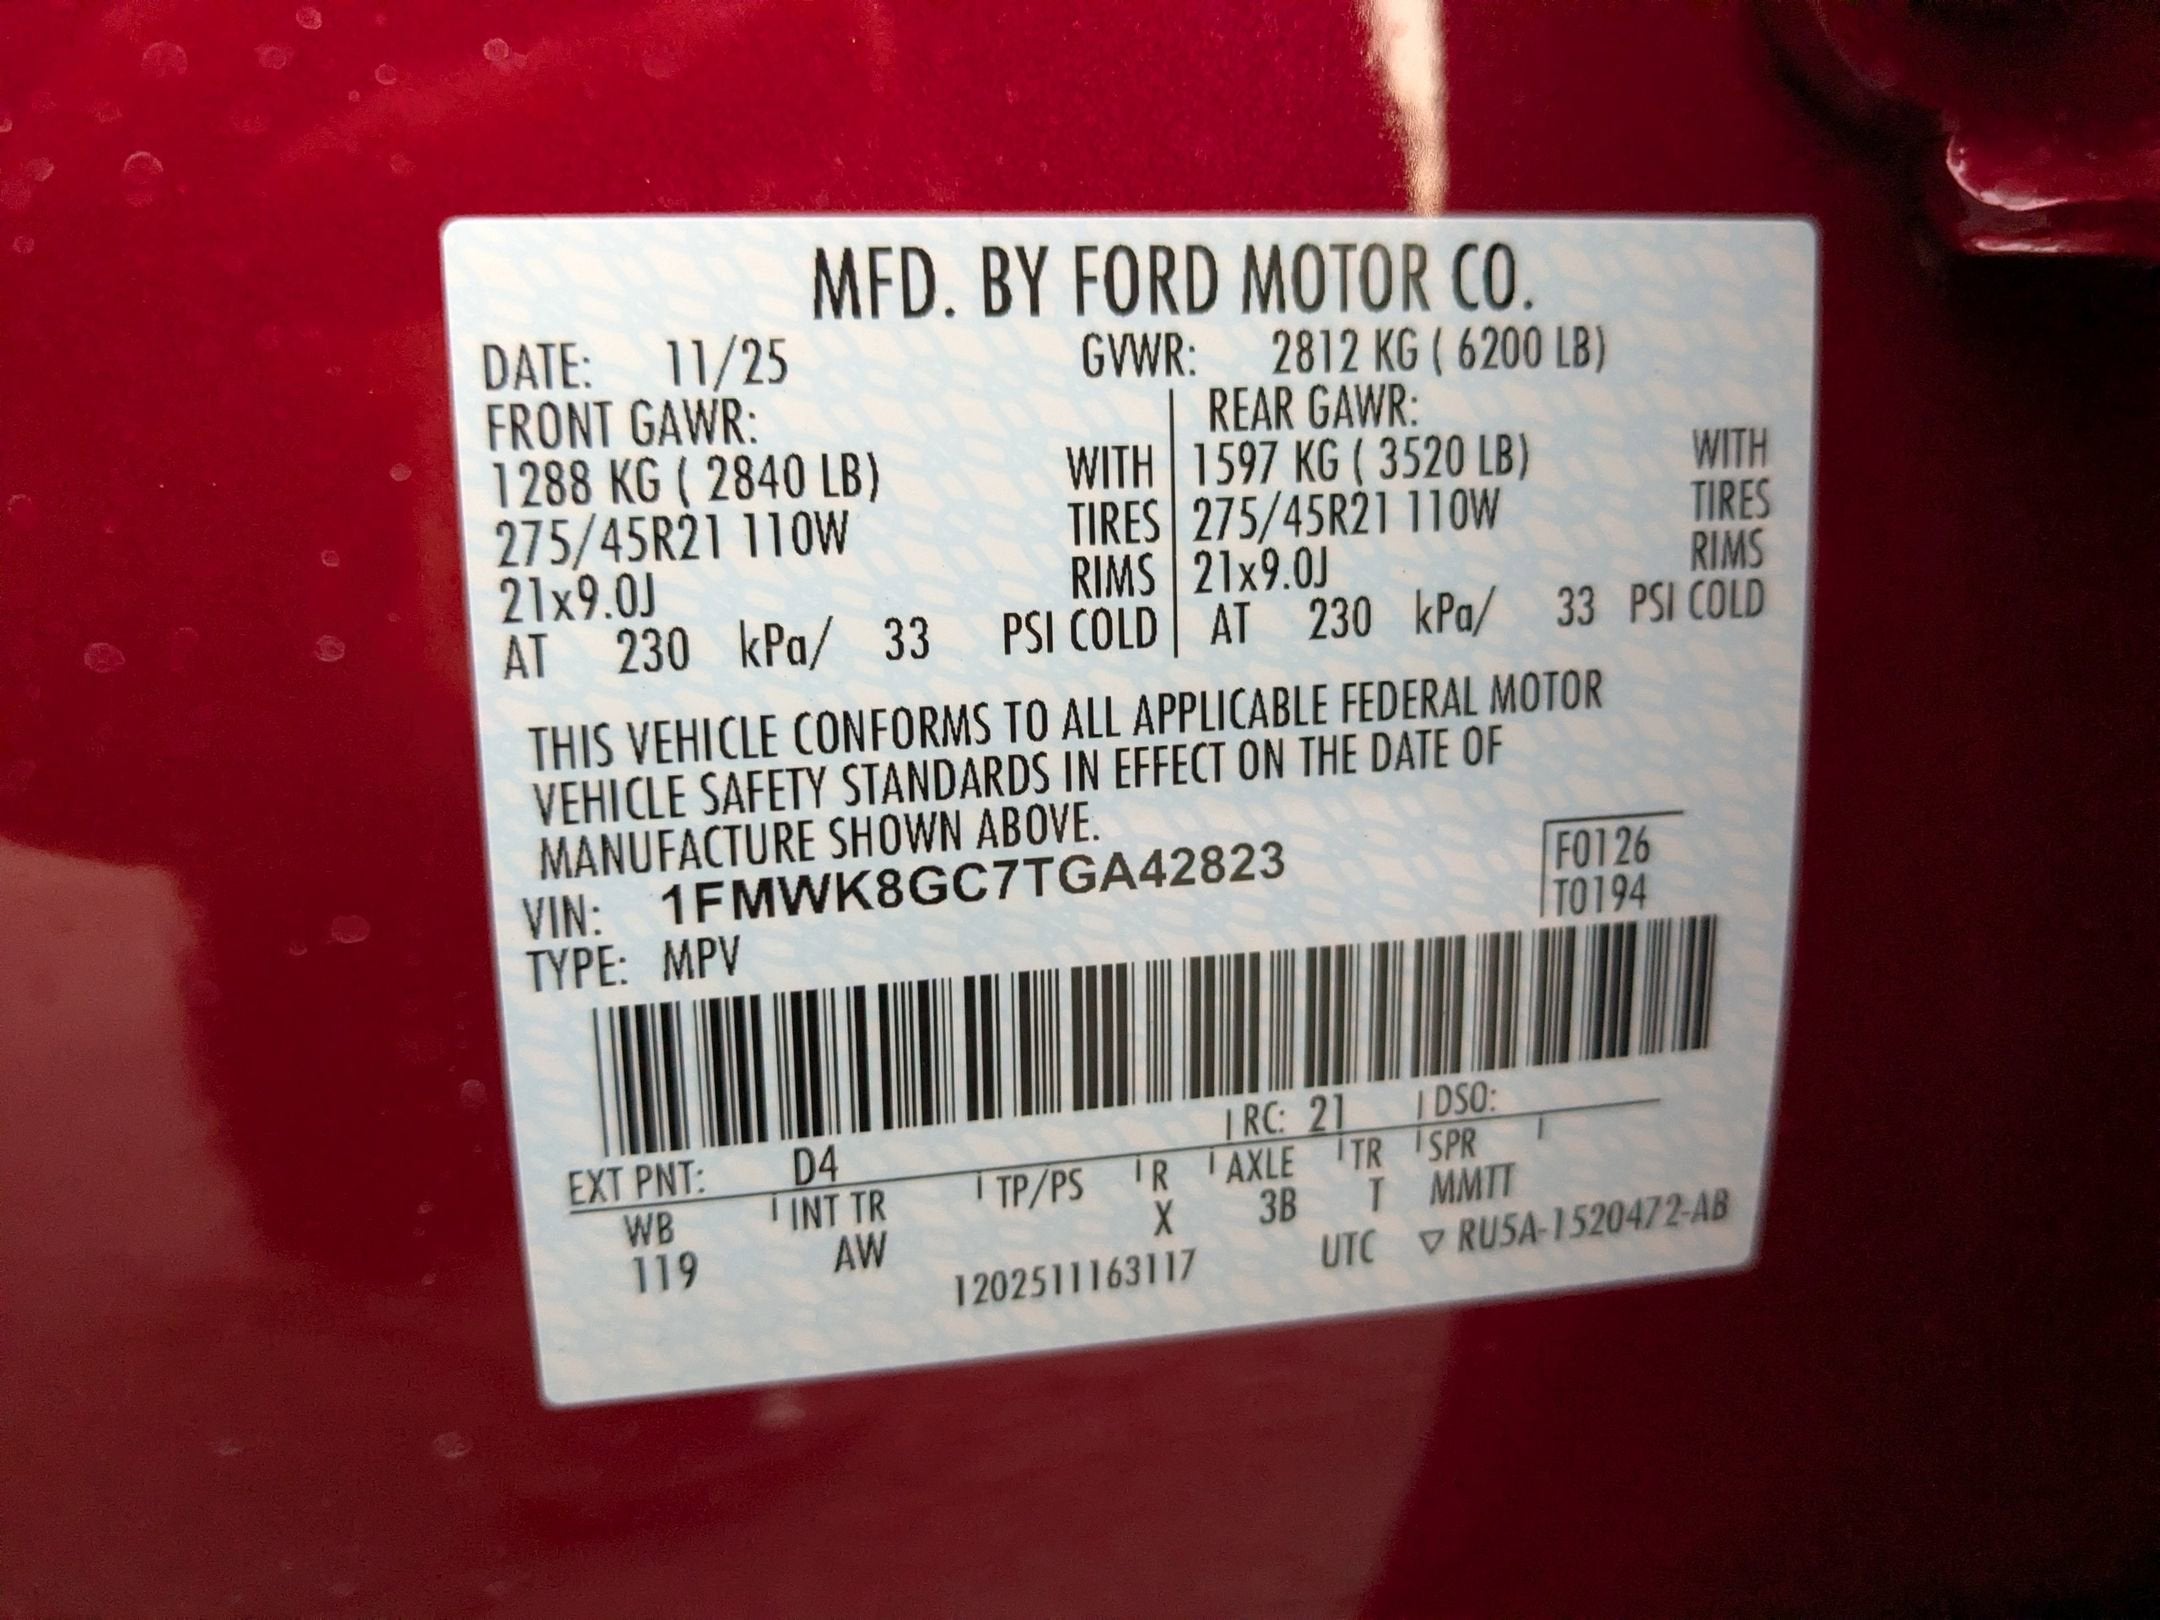 MFD. BY FORD MOTOR CO.
DATE: 11/25 GVWR: 2812 KG ( 6200 LB)
FRONT GAWR: REAR GAWR:
1288 KG ( 2840 LB) WITH 1597 KG ( 3520 LB) WITH
275/45R21 110W TIRES 275/45R21 110W TIRES
21x9.0J RIMS 21x9.0J RIMS
AT 230 kPa/ 33 PSI COLD AT 230 kPa/ 33 PSI COLD
THIS VEHICLE CONFORMS TO ALL APPLICABLE FEDERAL MOTOR
VEHICLE SAFETY STANDARDS IN EFFECT ON THE DATE OF
MANUFACTURE SHOWN ABOVE.
VIN: 1FMWK8GC7TGA42823 F0126
TYPE: MPV T0194
EXT PNT: D4 RC: 21 DSO:
WB INT TR TP/PS R AXLE TR SPR
119 AW X 3B T MMTT
1202511163117 UTC ▽ RU5A-1520472-AB